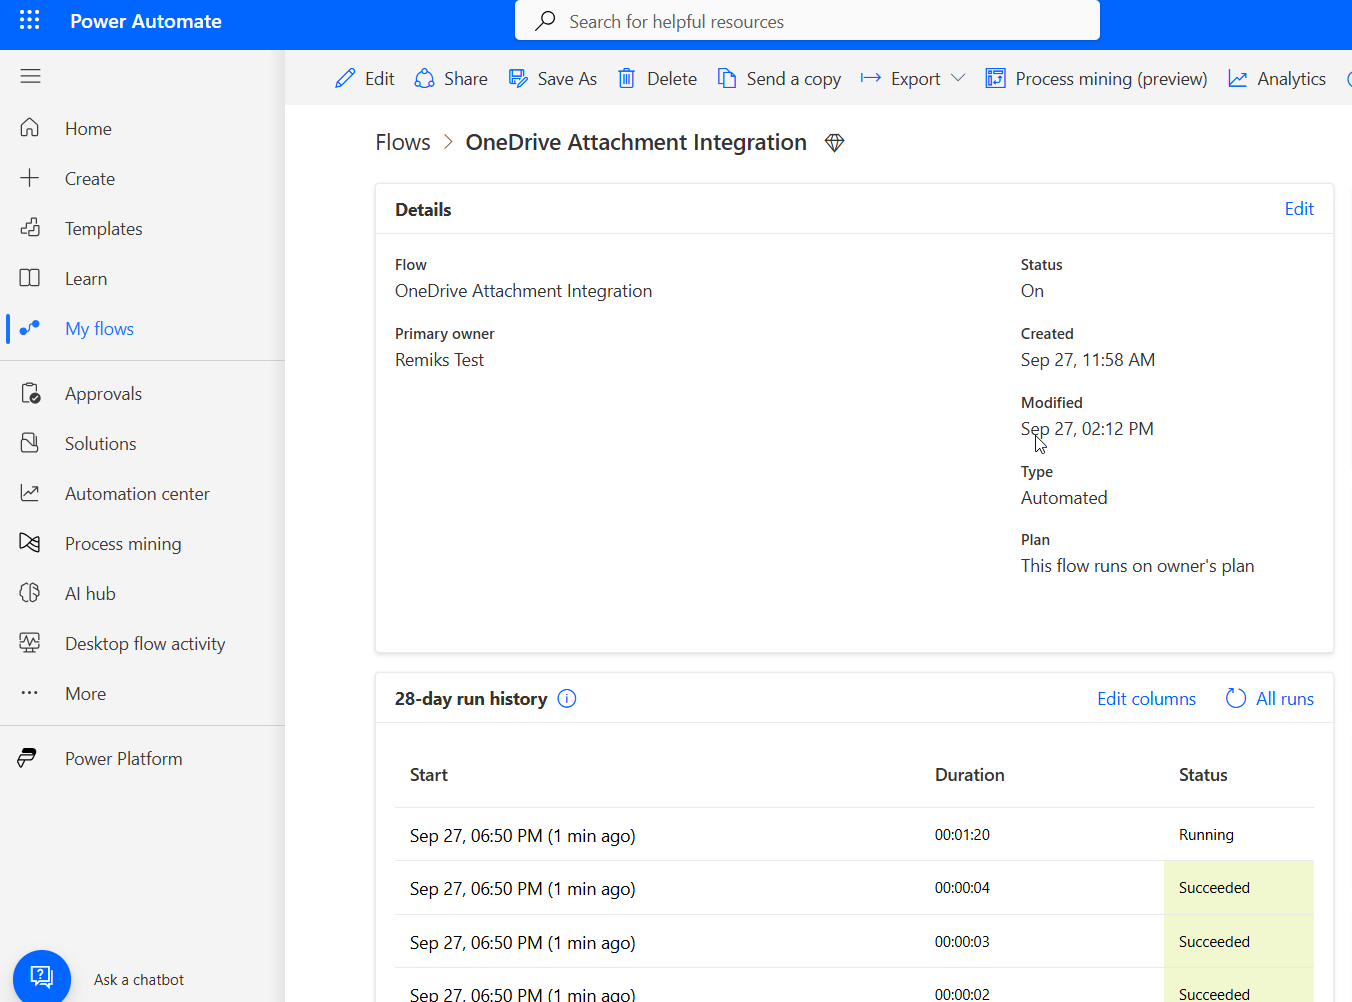 Power Automate
Search for helpful resources
Edit Share Save As Delete Send a copy Export Process mining (preview) Analytics
Home
Create
Templates
Learn
My flows
Approvals
Solutions
Automation center
Process mining
AI hub
Desktop flow activity
More
Power Platform
Ask a chatbot
Flows > OneDrive Attachment Integration
Details Edit
Flow
OneDrive Attachment Integration
Primary owner
Remiks Test
Status
On
Created
Sep 27, 11:58 AM
Modified
Sep 27, 02:12 PM
Type
Automated
Plan
This flow runs on owner's plan
28-day run history Edit columns All runs
Start Duration Status
Sep 27, 06:50 PM (1 min ago) 00:01:20 Running
Sep 27, 06:50 PM (1 min ago) 00:00:04 Succeeded
Sep 27, 06:50 PM (1 min ago) 00:00:03 Succeeded
Sep 27, 06:50 PM (1 min ago) 00:00:02 Succeeded